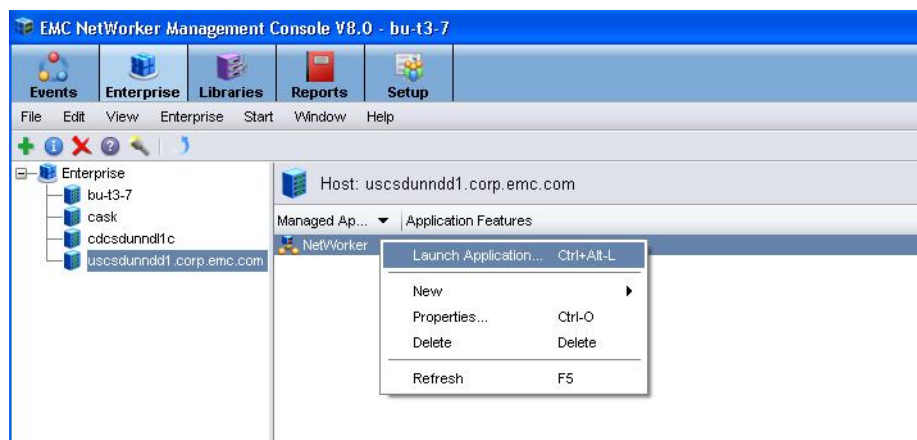 EMC NetWorker Management Console V8.0 - bu-t3-7
Events Enterprise Libraries Reports Setup
File Edit View Enterprise Start Window Help
Enterprise
bu-t3-7
cask
cdcsdunndl1c
uscsdunndd1.corp.emc.com
Host: uscsdunndd1.corp.emc.com
Managed Ap... Application Features
NetWorker
Launch Application... Ctrl+Alt-L
New
Properties... Ctrl-O
Delete Delete
Refresh F5